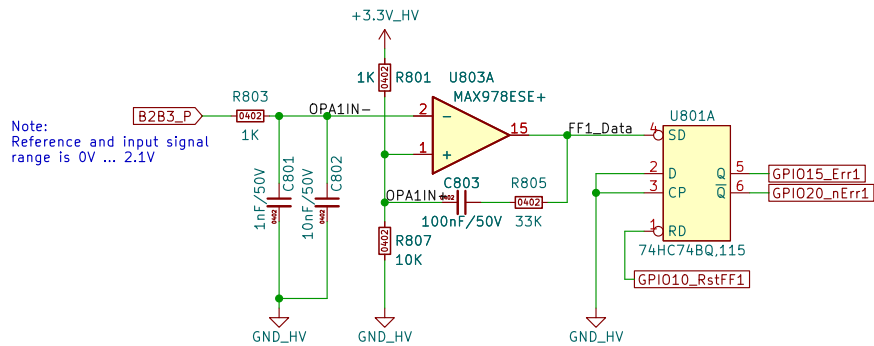 +3.3V_HV
1K
0402
R801
U803A
MAX978ESE+
R803
B2B3_P
0402
1K
OPA1IN-
2
-
15
FF1_Data
1
+
Note:
Reference and input signal
range is 0V ... 2.1V
C801
1nF/50V
0402
C802
10nF/50V
0402
OPA1IN+
C803
0402
100nF/50V
R805
0402
33K
R807
0402
10K
U801A
4
SD
2
D
3
CP
Q
5
Q
6
1
RD
74HC74BQ,115
GPIO15_Err1
GPIO20_nErr1
GPIO10_RstFF1
GND_HV
GND_HV
GND_HV